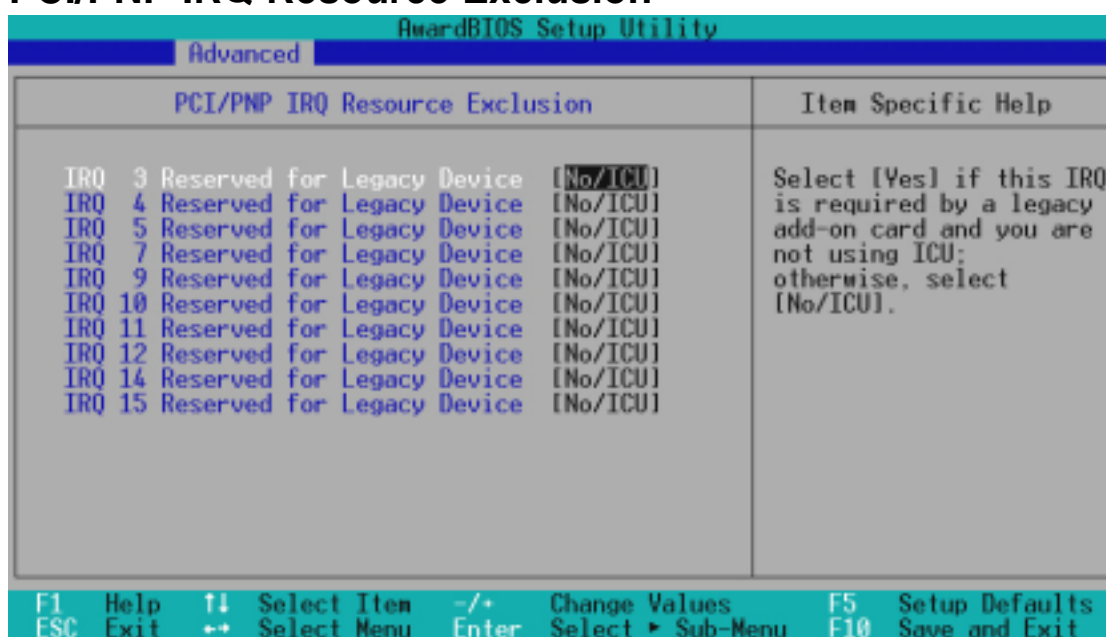 PCI/PNP IRQ Resource Exclusion
AwardBIOS Setup Utility
Advanced
PCI/PNP IRQ Resource Exclusion
Item Specific Help
IRQ 3 Reserved for Legacy Device [No/ICU]
IRQ 4 Reserved for Legacy Device [No/ICU]
IRQ 5 Reserved for Legacy Device [No/ICU]
IRQ 7 Reserved for Legacy Device [No/ICU]
IRQ 9 Reserved for Legacy Device [No/ICU]
IRQ 10 Reserved for Legacy Device [No/ICU]
IRQ 11 Reserved for Legacy Device [No/ICU]
IRQ 12 Reserved for Legacy Device [No/ICU]
IRQ 14 Reserved for Legacy Device [No/ICU]
IRQ 15 Reserved for Legacy Device [No/ICU]
Select [Yes] if this IRQ
is required by a legacy
add-on card and you are
not using ICU;
otherwise, select
[No/ICU].
F1 Help ↑↓ Select Item -/+ Change Values F5 Setup Defaults
ESC Exit ←→ Select Menu Enter Select ► Sub-Menu F10 Save and Exit